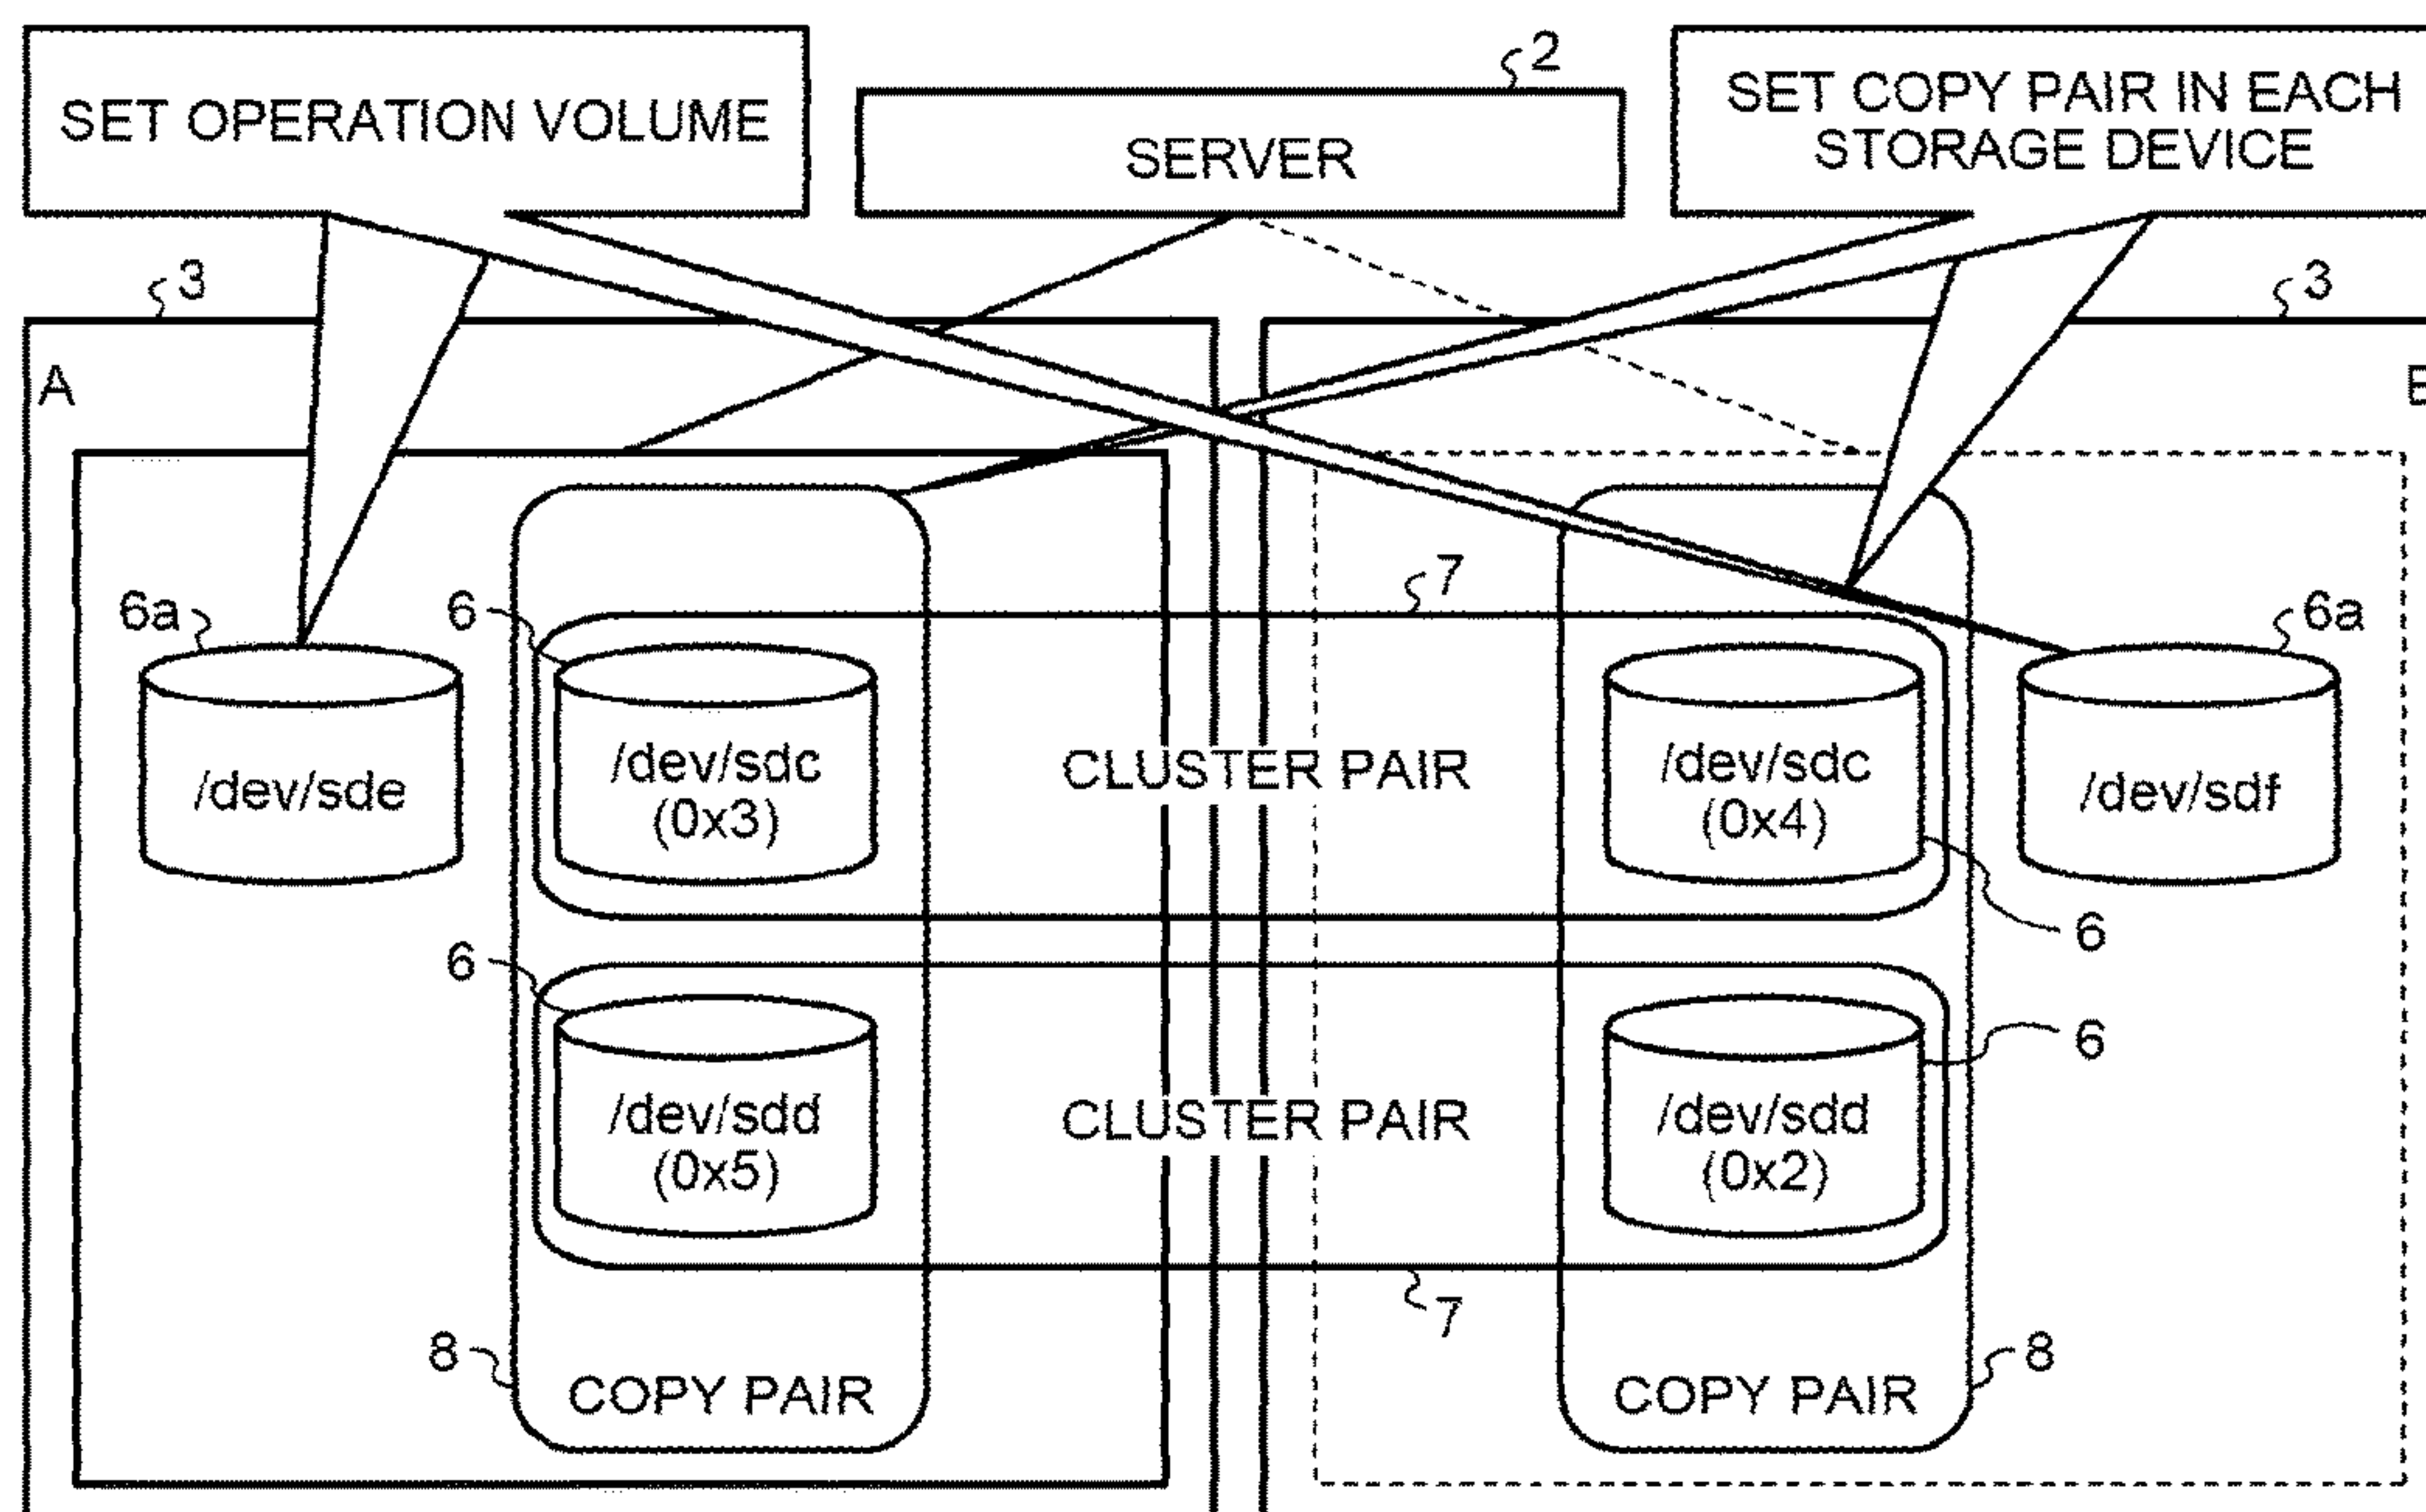 2
SET OPERATION VOLUME
SERVER
SET COPY PAIR IN EACH
STORAGE DEVICE
3
3
A
6a
6
7
6a
/dev/sde
/dev/sdc
(0x3)
CLUSTER PAIR
/dev/sdc
(0x4)
/dev/sdf
6
6
6
/dev/sdd
(0x5)
CLUSTER PAIR
/dev/sdd
(0x2)
7
8
COPY PAIR
COPY PAIR
8